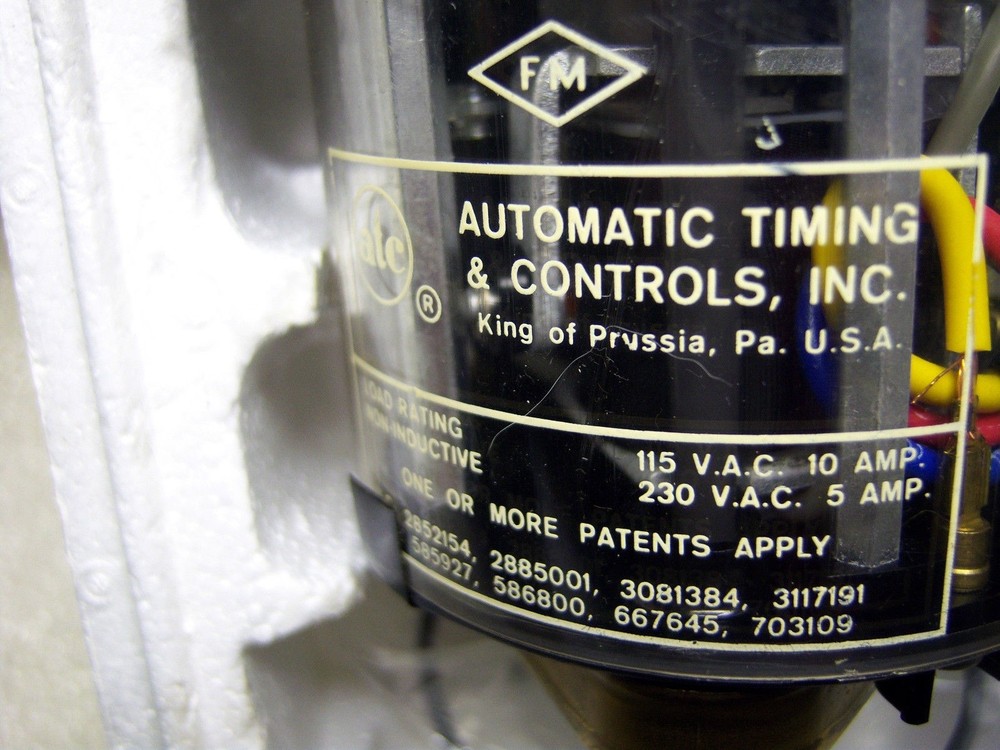 FM
atc ®
AUTOMATIC TIMING
& CONTROLS, INC.
King of Prussia, Pa. U.S.A.
LOAD RATING
NON-INDUCTIVE
115 V.A.C. 10 AMP.
230 V.A.C. 5 AMP.
ONE OR MORE PATENTS APPLY
2852154, 2885001, 3081384, 3117191
585927, 586800, 667645, 703109